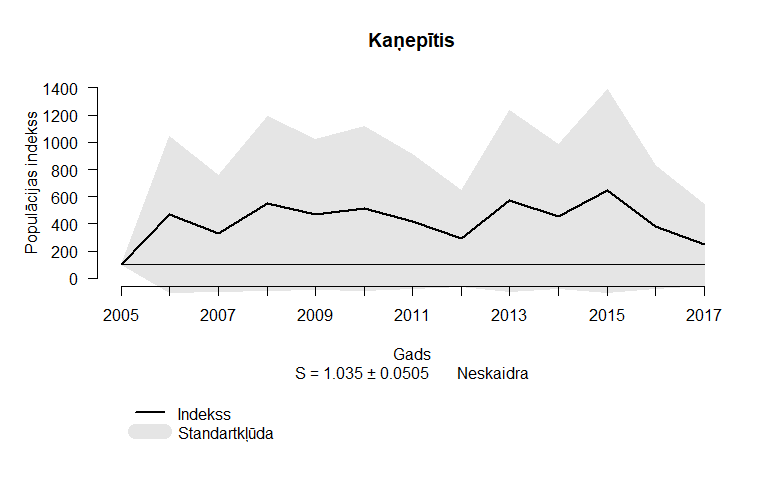 Kaņepītis
Populācijas indekss
1400
1200
1000
800
600
400
200
0
2005 2007 2009 2011 2013 2015 2017
Gads
S = 1.035 ± 0.0505 Neskaidra
Indekss
Standartkļūda